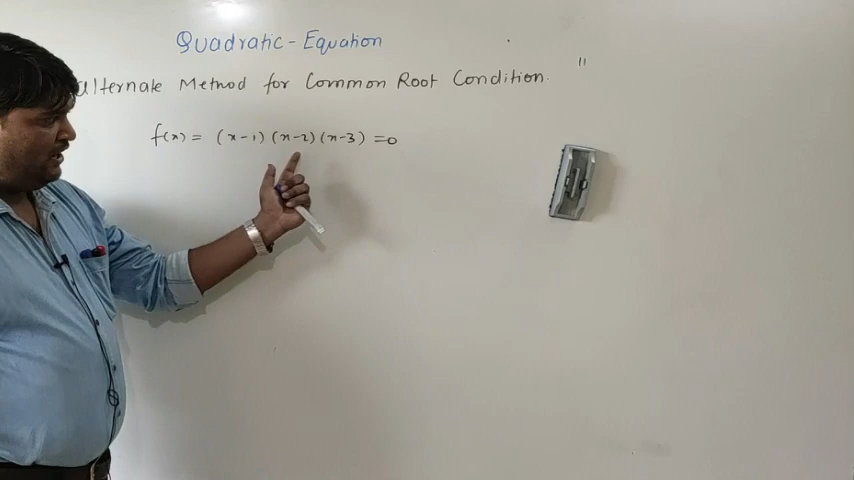 Quadratic - Equation
alternate Method for Common Root Condition. "
f(x) = (x-1) (x-2) (x-3) =0